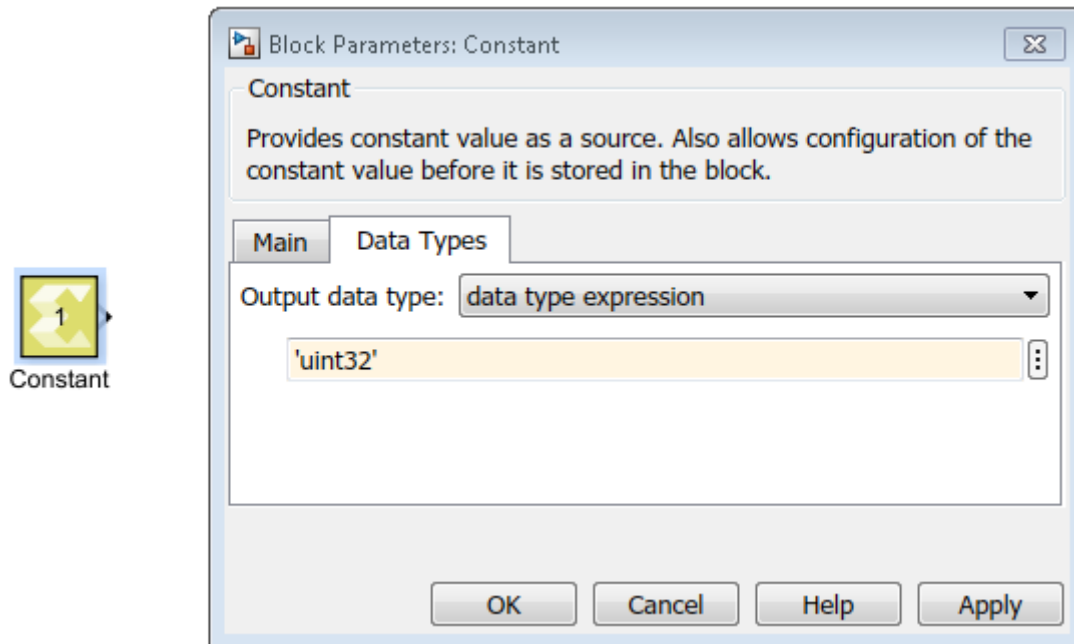 Block Parameters: Constant
Constant
Provides constant value as a source. Also allows configuration of the
constant value before it is stored in the block.
Main Data Types
Output data type: data type expression
'uint32'
1
Constant
OK Cancel Help Apply